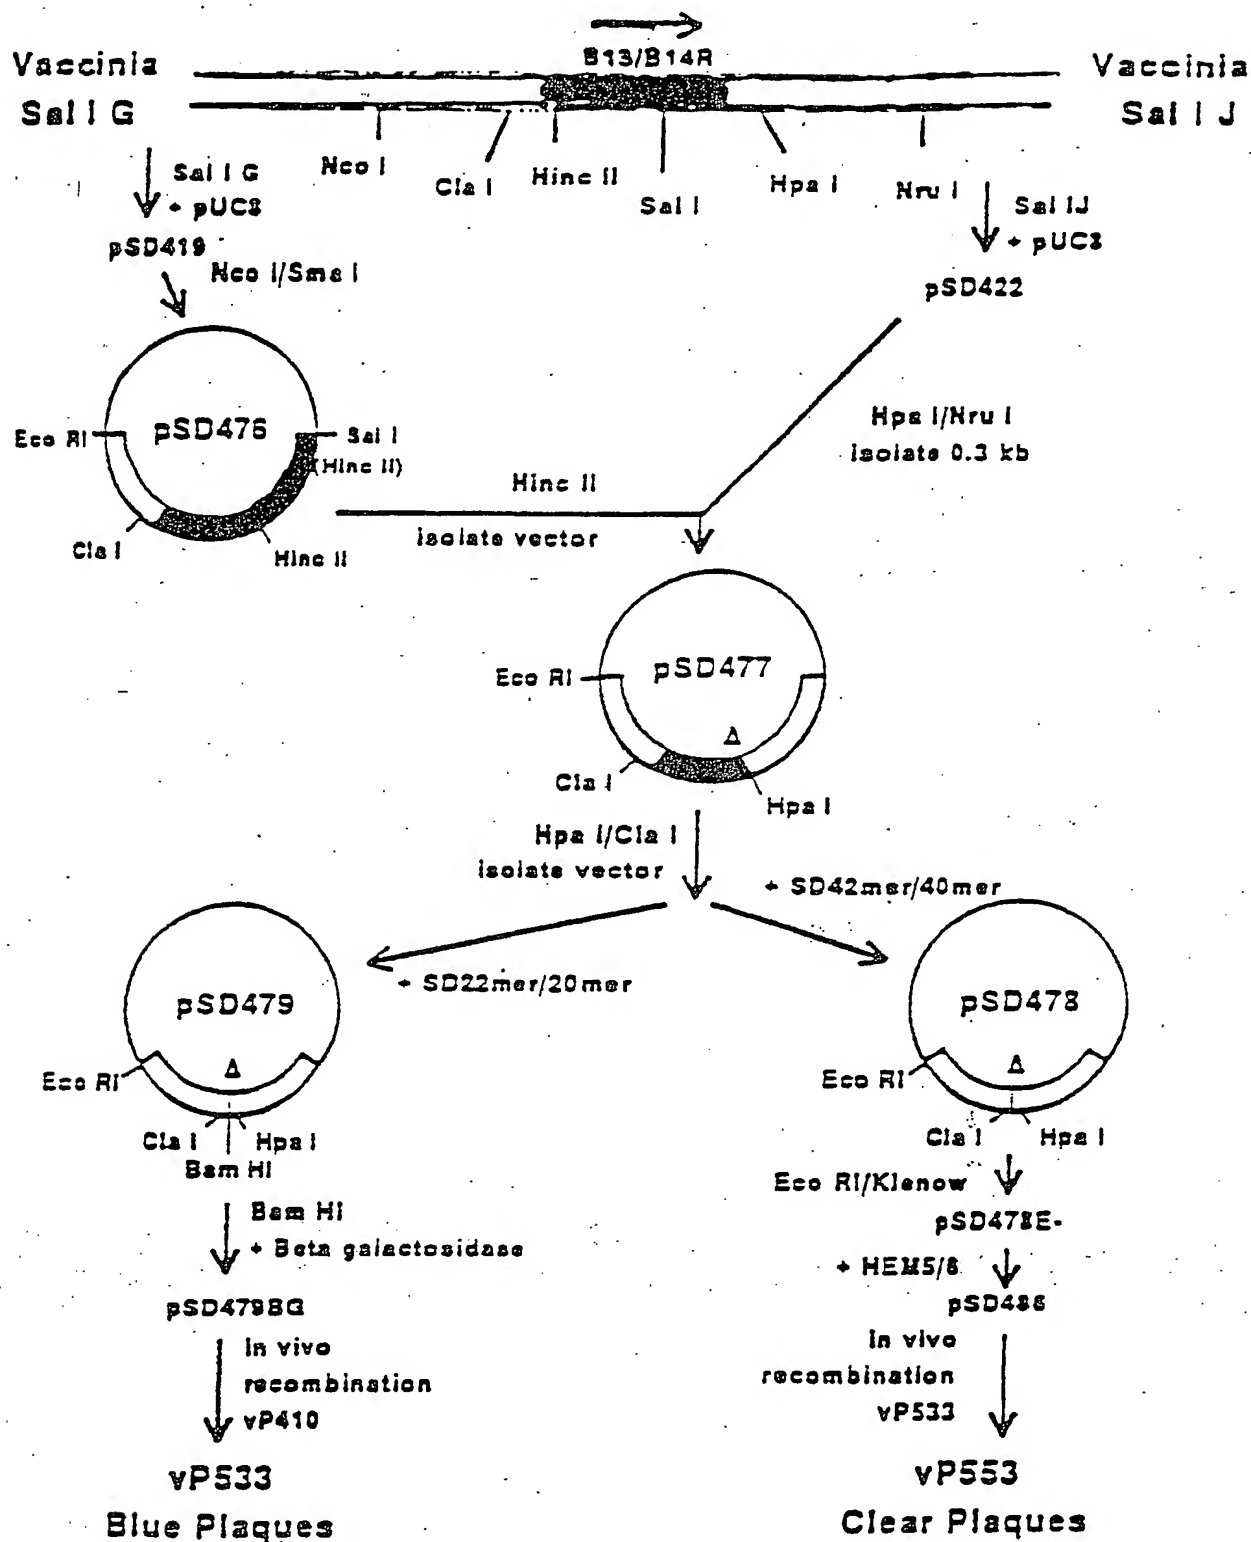 B13/B14R
Vaccinia
Sal I G
Vaccinia
Sal I J
Nco I
Cla I
Hinc II
Sal I
Hpa I
Nru I
Sal I G
+ pUC8
pSD419
Nco I/Sma I
Sal IJ
+ pUC8
pSD422
pSD476
Eco RI
Sal I
(Hinc II)
Cla I
Hinc II
Hpa I/Nru I
isolate 0.3 kb
Hinc II
isolate vector
pSD477
Eco RI
Δ
Cla I
Hpa I
Hpa I/Cla I
isolate vector
+ SD42mer/40mer
+ SD22mer/20mer
pSD479
Eco RI
Δ
Cla I
Hpa I
Bam HI
pSD478
Eco RI
Δ
Cla I
Hpa I
Bam HI
+ Beta galactosidase
pSD479BG
In vivo
recombination
vP410
vP533
Blue Plaques
Eco RI/Klenow
pSD478E-
+ HEM5/6
pSD486
In vivo
recombination
vP533
vP553
Clear Plaques